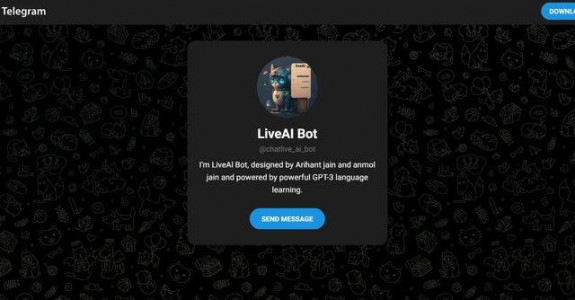 Telegram
DOWNLO
LiveAI Bot
@chatlive_ai_bot
I'm LiveAI Bot, designed by Arihant jain and anmol
jain and powered by powerful GPT-3 language
learning.
SEND MESSAGE